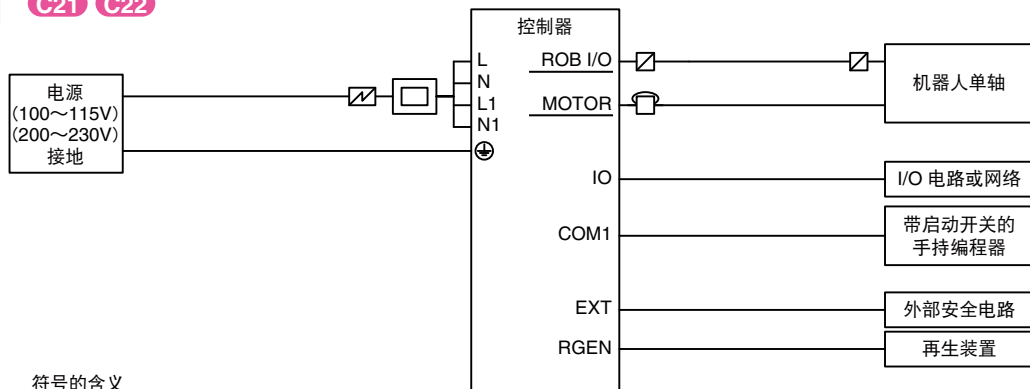 C21 C22
控制器
电源
(100～115V)
(200～230V)
接地
L
N
L1
N1
ROB I/O
MOTOR
IO
COM1
EXT
RGEN
机器人单轴
I/O 电路或网络
带启动开关的
手持编程器
外部安全电路
再生装置
符号的含义